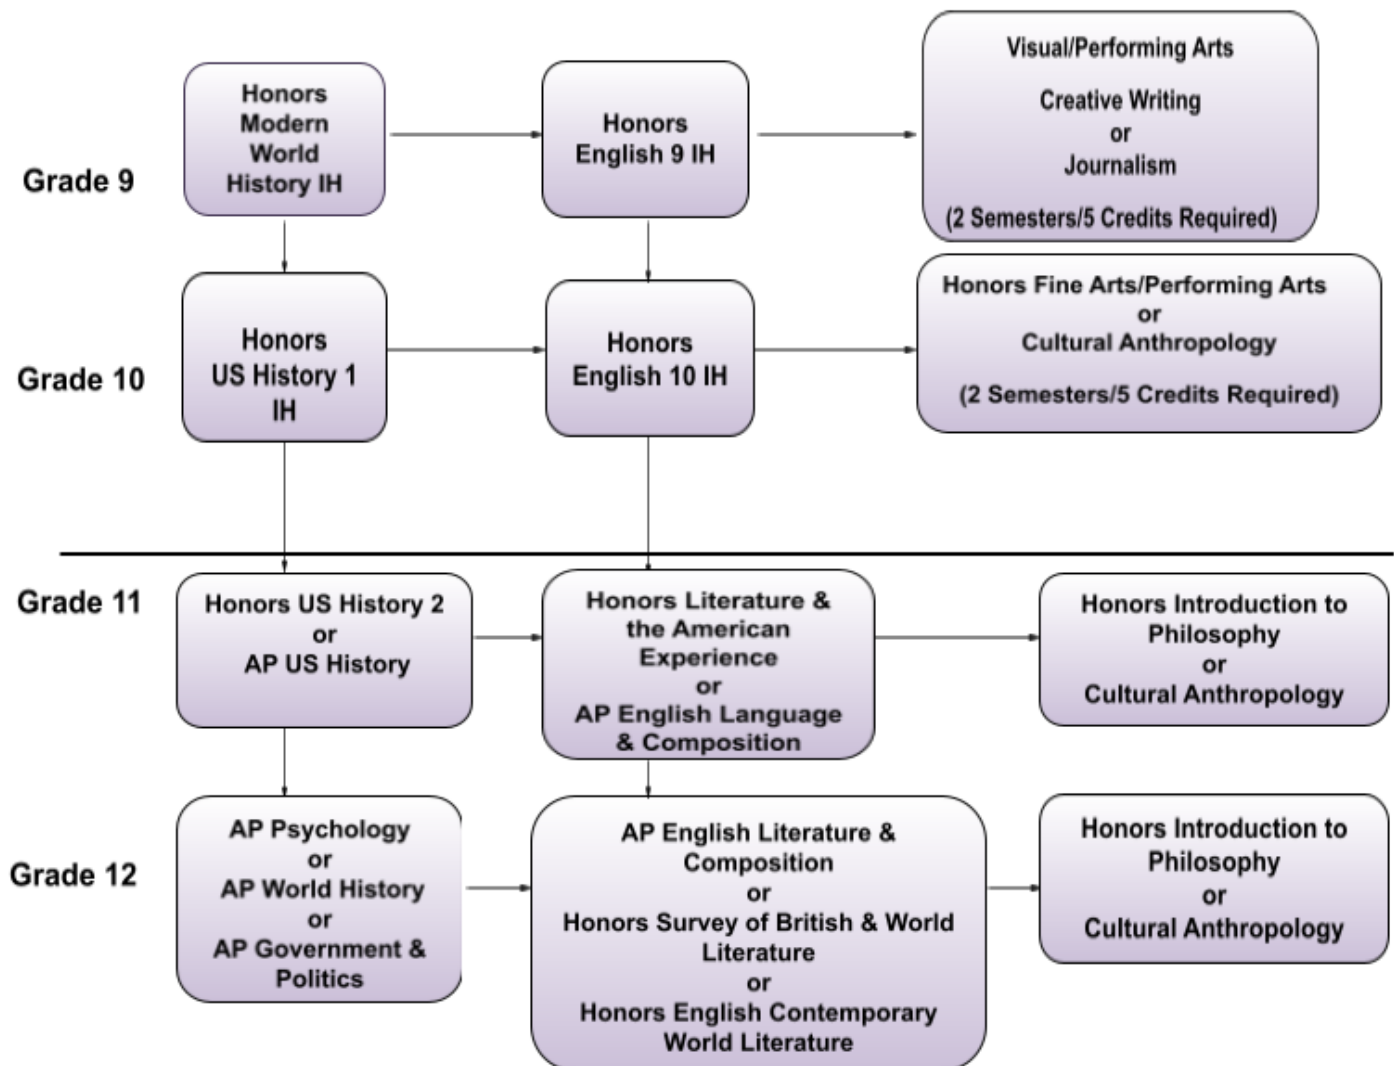 Grade 9
Honors
Modern
World
History IH
Honors
English 9 IH
Visual/Performing Arts
Creative Writing
or
Journalism
(2 Semesters/5 Credits Required)
Grade 10
Honors
US History 1
IH
Honors
English 10 IH
Honors Fine Arts/Performing Arts
or
Cultural Anthropology
(2 Semesters/5 Credits Required)
Grade 11
Honors US History 2
or
AP US History
Honors Literature &
the American
Experience
or
AP English Language
& Composition
Honors Introduction to
Philosophy
or
Cultural Anthropology
Grade 12
AP Psychology
or
AP World History
or
AP Government &
Politics
AP English Literature &
Composition
or
Honors Survey of British & World
Literature
or
Honors English Contemporary
World Literature
Honors Introduction to
Philosophy
or
Cultural Anthropology